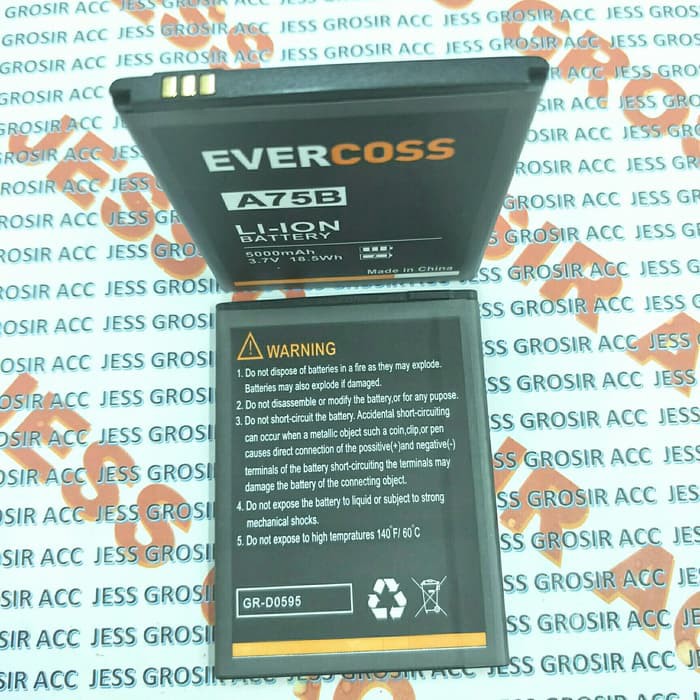 EVERCOSS
A75B
LI-ION
BATTERY
5000mAh
3.7V 18.5Wh
Made in China
WARNING
1. Do not dispose of batteries in a fire as they may explode.
Batteries may also explode if damaged.
2. Do not disassemble or modify the battery,or for any pupose.
3. Do not short-circuit the battery. Accidental short-circuiting
can occur when a metallic object such a coin,clip,or pen
causes direct connection of the possitive(+)and negative(-)
terminals of the battery short-circuiting the terminals may
damage the battery of the connecting object.
4. Do not expose the battery to liquid or subject to strong
mechanical shocks.
5. Do not expose to high tempratures 140°F/ 60°C
GR-D0595
JESS GROSIR ACC